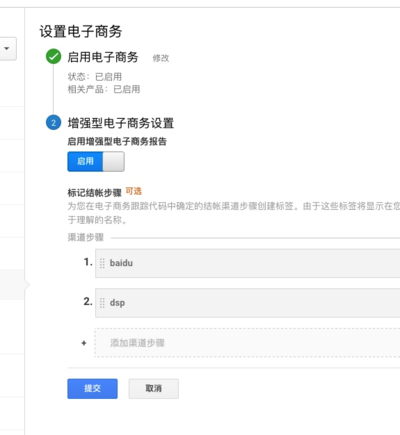 设置电子商务
启用电子商务 修改
状态：已启用
相关产品：已启用
2 增强型电子商务设置
启用增强型电子商务报告
启用
标记结帐步骤 可选
为您在电子商务跟踪代码中确定的结帐渠道步骤创建标签。由于这些标签将显示在您
于理解的名称。
渠道步骤
1. baidu
2. dsp
+ 添加渠道步骤
提交 取消